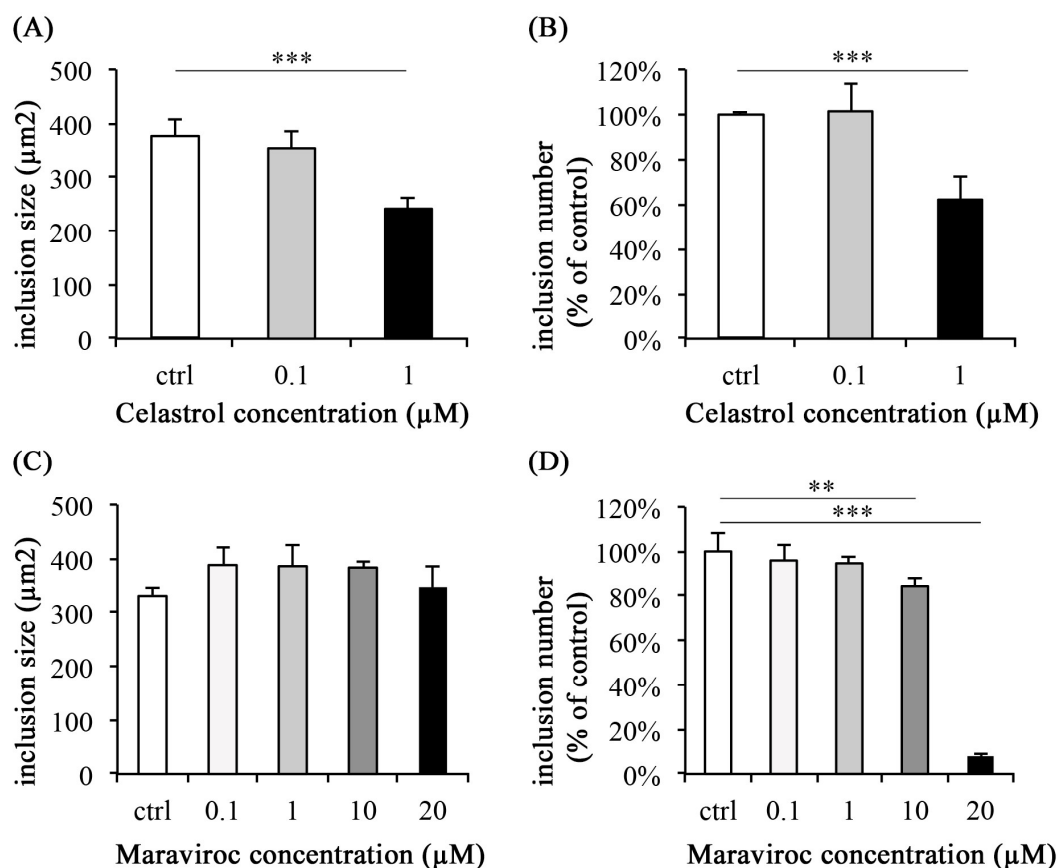 (A)
***
500
400
300
200
100
0
inclusion size (µm2)
ctrl 0.1 1
Celastrol concentration (µM)
(B)
***
120%
100%
80%
60%
40%
20%
0%
inclusion number
(% of control)
ctrl 0.1 1
Celastrol concentration (µM)
(C)
500
400
300
200
100
0
inclusion size (µm2)
ctrl 0.1 1 10 20
Maraviroc concentration (µM)
(D)
**
***
120%
100%
80%
60%
40%
20%
0%
inclusion number
(% of control)
ctrl 0.1 1 10 20
Maraviroc concentration (µM)